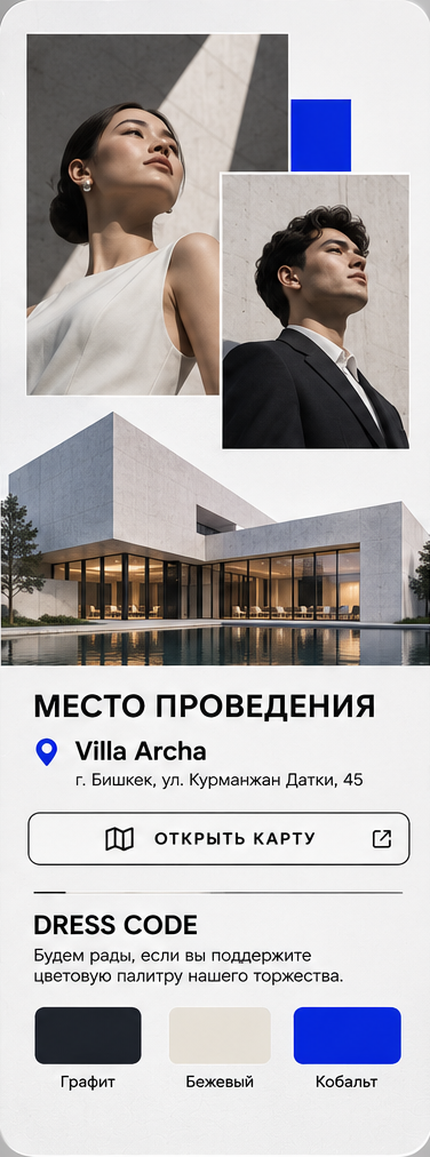 МЕСТО ПРОВЕДЕНИЯ
Villa Archa
г. Бишкек, ул. Курманжан Датки, 45
ОТКРЫТЬ КАРТУ
DRESS CODE
Будем рады, если вы поддержите
цветовую палитру нашего торжества.
Графит
Бежевый
Кобальт